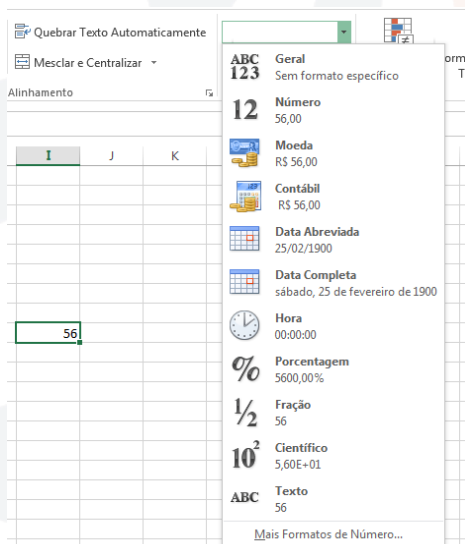 Quebrar Texto Automaticamente
Mesclar e Centralizar
Alinhamento
I J K
56
ABC 123 Geral
Sem formato específico
12 Número
56,00
Moeda
R$ 56,00
Contábil
R$ 56,00
Data Abreviada
25/02/1900
Data Completa
sábado, 25 de fevereiro de 1900
Hora
00:00:00
% Porcentagem
5600,00%
1/2 Fração
56
10² Científico
5,60E+01
ABC Texto
56
Mais Formatos de Número...